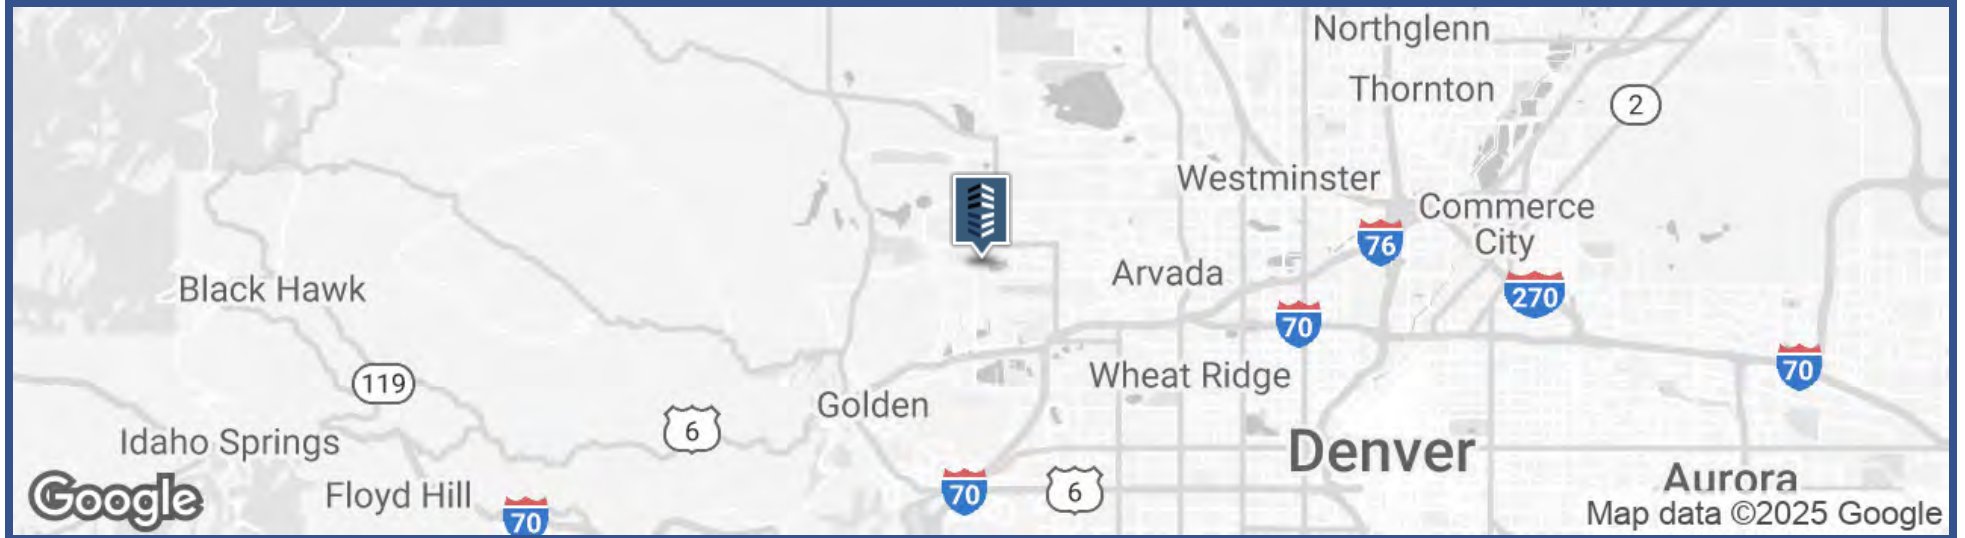 Northglenn
Thornton
2
Westminster
Commerce
City
76
Arvada
Black Hawk
270
70
70
Wheat Ridge
119
Golden
6
Idaho Springs
Denver
Aurora
Google
Floyd Hill
70
70
6
Map data ©2025 Google